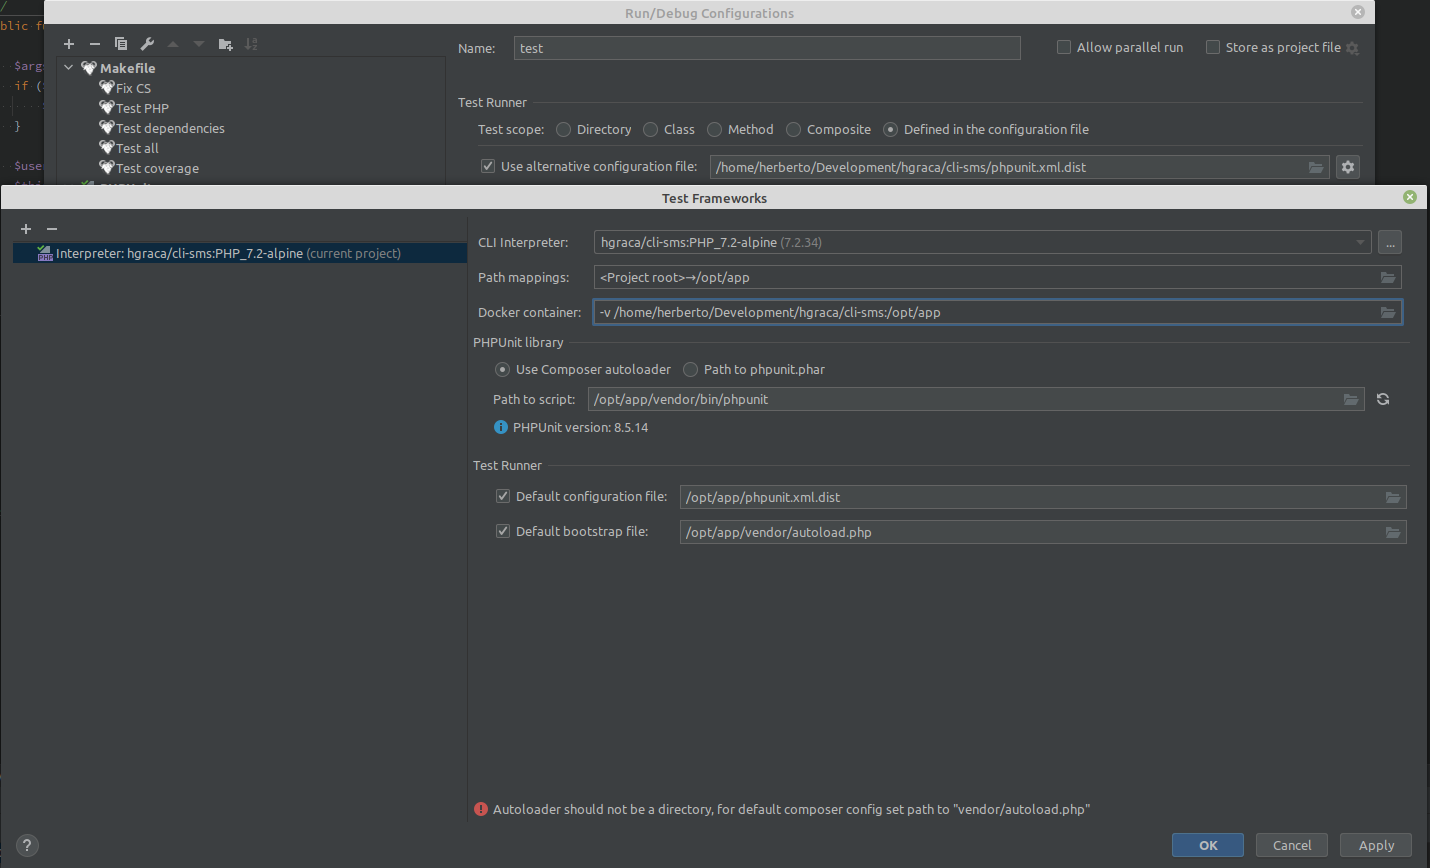 /
Run/Debug Configurations
blic f
Name: test
Allow parallel run
Store as project file
$args
Makefile
if (
Fix CS
Test PHP
Test Runner
}
Test dependencies
Test scope: Directory Class Method Composite Defined in the configuration file
Test all
$use
Test coverage
Use alternative configuration file: /home/herberto/Development/hgraca/cli-sms/phpunit.xml.dist
Test Frameworks
CLI Interpreter: hgraca/cli-sms:PHP_7.2-alpine (7.2.34) ...
PHP Interpreter: hgraca/cli-sms:PHP_7.2-alpine (current project)
Path mappings: <Project root>→/opt/app
Docker container: -v /home/herberto/Development/hgraca/cli-sms:/opt/app
PHPUnit library
Use Composer autoloader Path to phpunit.phar
Path to script: /opt/app/vendor/bin/phpunit
i PHPUnit version: 8.5.14
Test Runner
Default configuration file: /opt/app/phpunit.xml.dist
Default bootstrap file: /opt/app/vendor/autoload.php
! Autoloader should not be a directory, for default composer config set path to "vendor/autoload.php"
? OK Cancel Apply